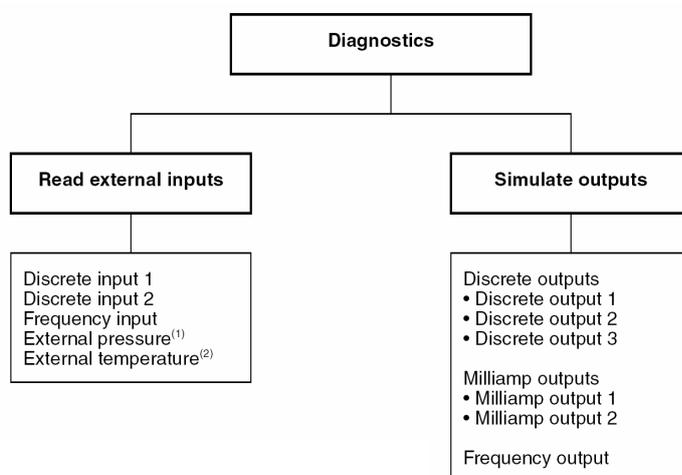 Diagnostics
Read external inputs
Discrete input 1
Discrete input 2
Frequency input
External pressure(1)
External temperature(2)
Simulate outputs
Discrete outputs
• Discrete output 1
• Discrete output 2
• Discrete output 3
Milliamp outputs
• Milliamp output 1
• Milliamp output 2
Frequency output